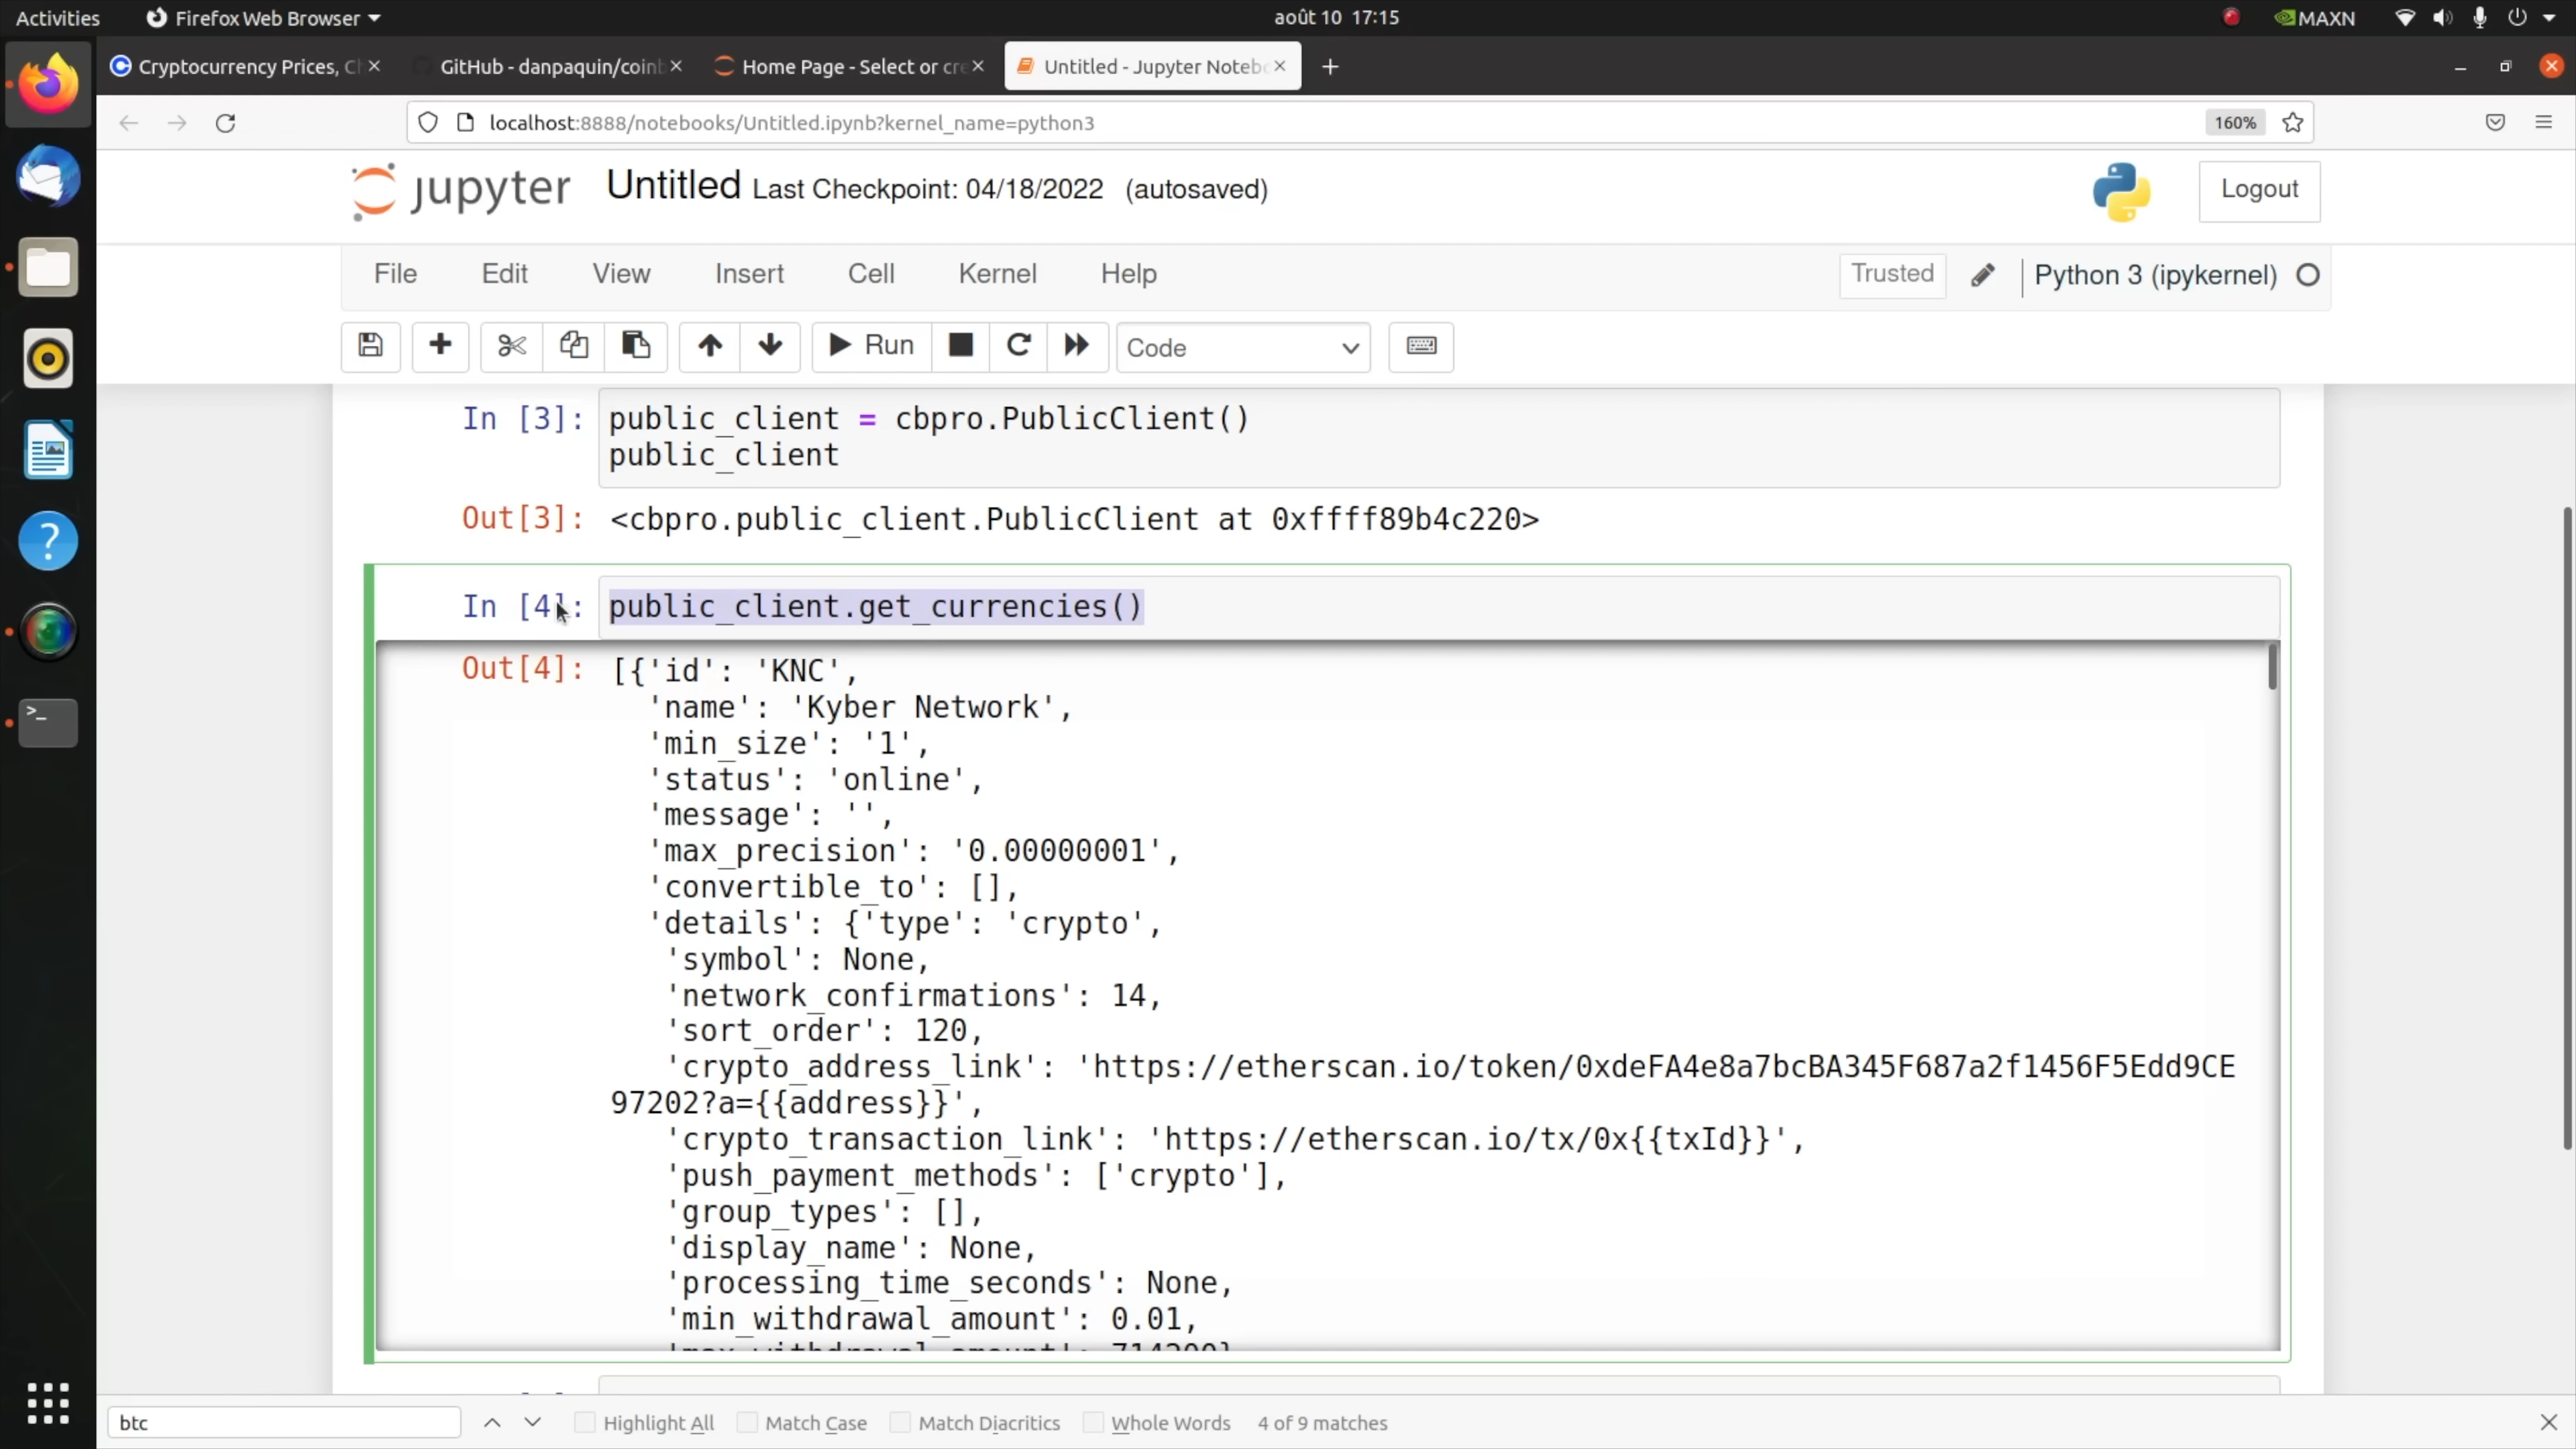 Activities Firefox Web Browser août 10 17:15 MAXN
Cryptocurrency Prices, Ch GitHub - danpaquin/coinb Home Page - Select or cre Untitled - Jupyter Notebo
localhost:8888/notebooks/Untitled.ipynb?kernel_name=python3 160%
jupyter Untitled Last Checkpoint: 04/18/2022 (autosaved) Logout
File Edit View Insert Cell Kernel Help Trusted Python 3 (ipykernel)
Run Code
In [3]: public_client = cbpro.PublicClient()
public_client
Out[3]: <cbpro.public_client.PublicClient at 0xffff89b4c220>
In [4]: public_client.get_currencies()
Out[4]: [{'id': 'KNC',
'name': 'Kyber Network',
'min_size': '1',
'status': 'online',
'message': '',
'max_precision': '0.00000001',
'convertible_to': [],
'details': {'type': 'crypto',
'symbol': None,
'network_confirmations': 14,
'sort_order': 120,
'crypto_address_link': 'https://etherscan.io/token/0xdeFA4e8a7bcBA345F687a2f1456F5Edd9CE
97202?a={{address}}',
'crypto_transaction_link': 'https://etherscan.io/tx/0x{{txId}}',
'push_payment_methods': ['crypto'],
'group_types': [],
'display_name': None,
'processing_time_seconds': None,
'min_withdrawal_amount': 0.01,
btc Highlight All Match Case Match Diacritics Whole Words 4 of 9 matches